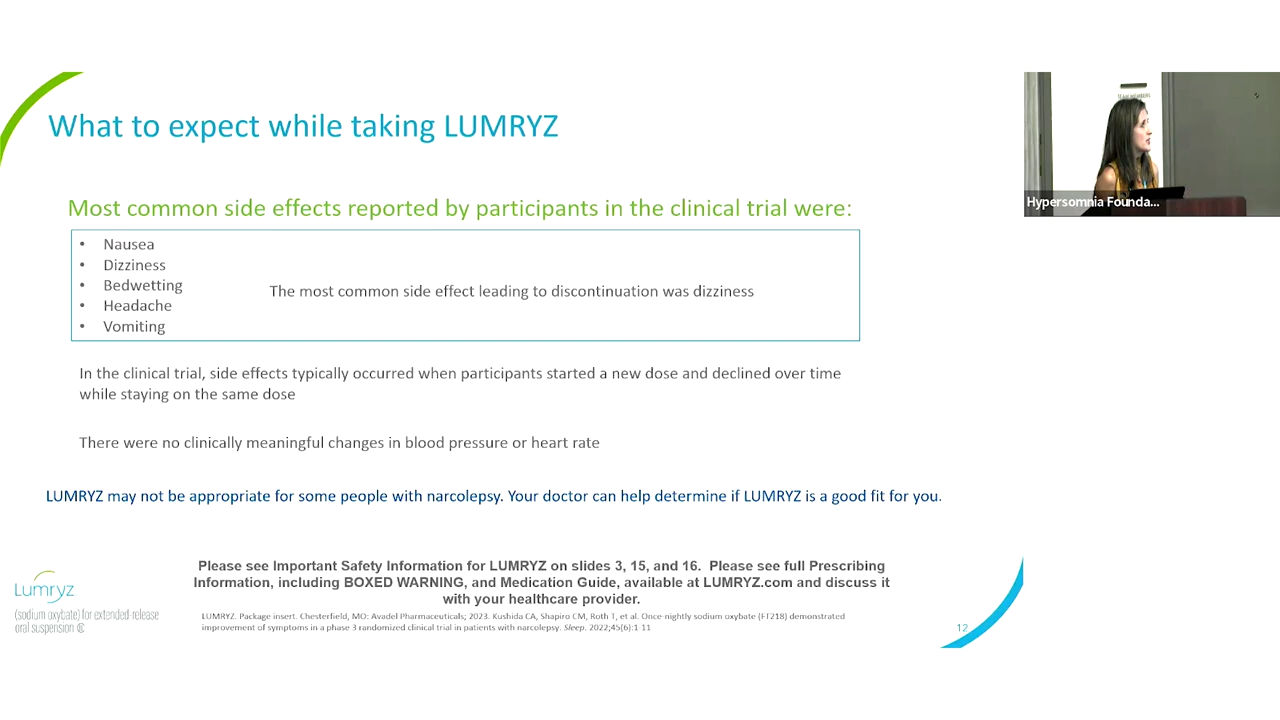 What to expect while taking LUMRYZ
Most common side effects reported by participants in the clinical trial were:
• Nausea
• Dizziness
• Bedwetting
• Headache
• Vomiting
The most common side effect leading to discontinuation was dizziness
In the clinical trial, side effects typically occurred when participants started a new dose and declined over time
while staying on the same dose
There were no clinically meaningful changes in blood pressure or heart rate
LUMRYZ may not be appropriate for some people with narcolepsy. Your doctor can help determine if LUMRYZ is a good fit for you.
Please see Important Safety Information for LUMRYZ on slides 3, 15, and 16. Please see full Prescribing
Information, including BOXED WARNING, and Medication Guide, available at LUMRYZ.com and discuss it
with your healthcare provider.
LUMRYZ. Package insert. Chesterfield, MO: Avadel Pharmaceuticals; 2023. Kushida CA, Shapiro CM, Roth T, et al. Once-nightly sodium oxybate (FT218) demonstrated
improvement of symptoms in a phase 3 randomized clinical trial in patients with narcolepsy. Sleep. 2022;45(6):1-11
Lumryz
(sodium oxybate) for extended-release
oral suspension
12
Hypersomnia Founda...